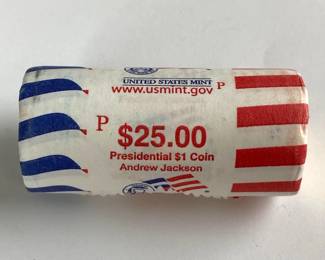 UNITED STATES MINT
www.usmint.gov P
P $25.00
Presidential $1 Coin
Andrew Jackson